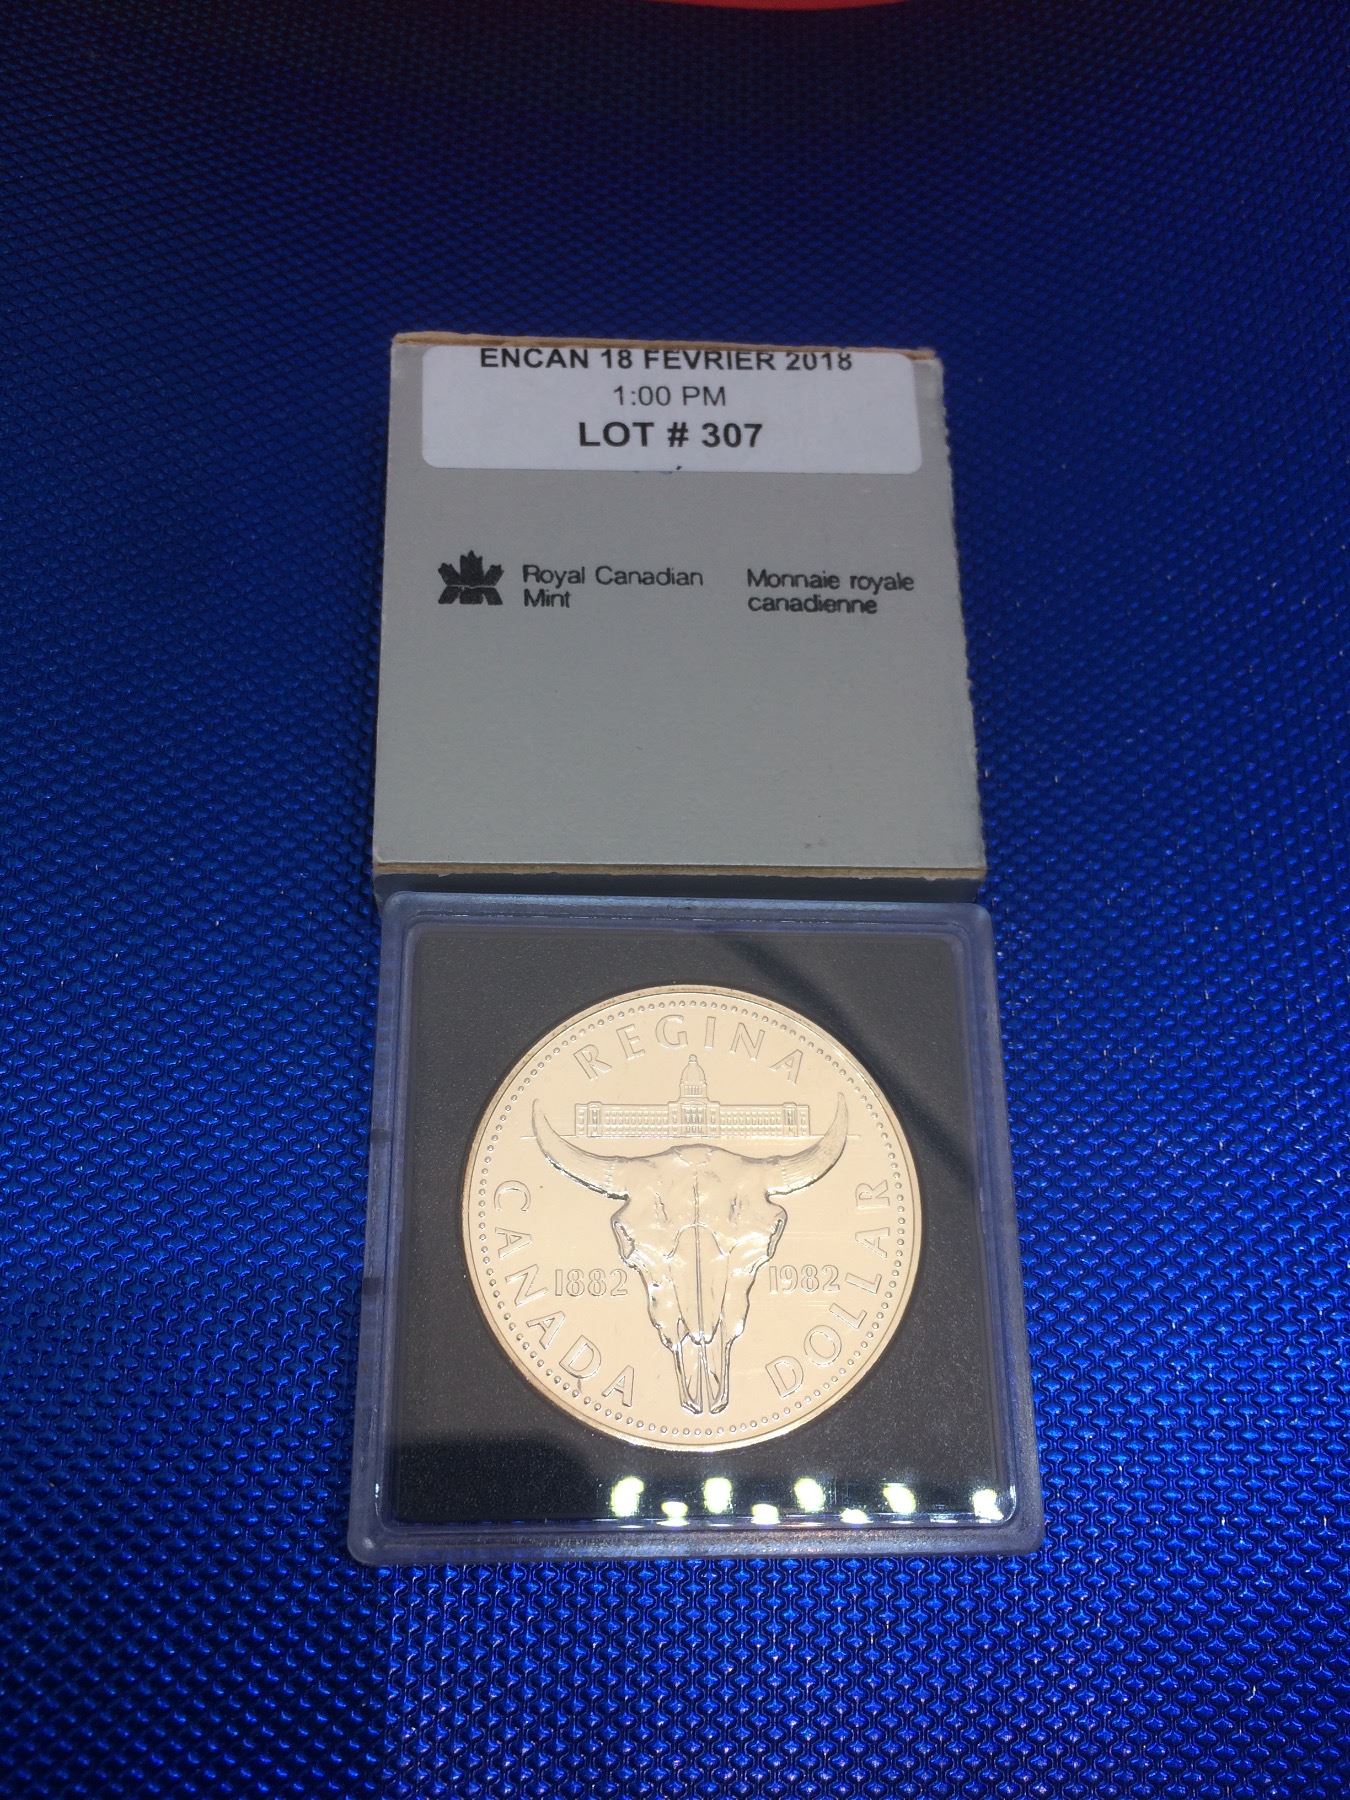 ENCAN 18 FEVRIER 2018
1:00 PM
LOT # 307
Royal Canadian
Mint
Monnaie royale
canadienne
REGINA
1882 1982
CANADA DOLLAR